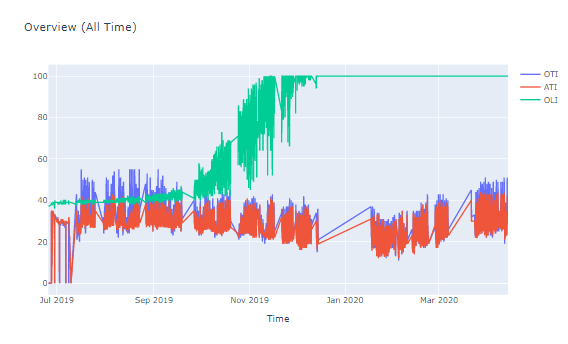 Overview (All Time)
100
80
60
40
20
0
Jul 2019
Sep 2019
Nov 2019
Jan 2020
Mar 2020
Time
OTI
ATI
OLI